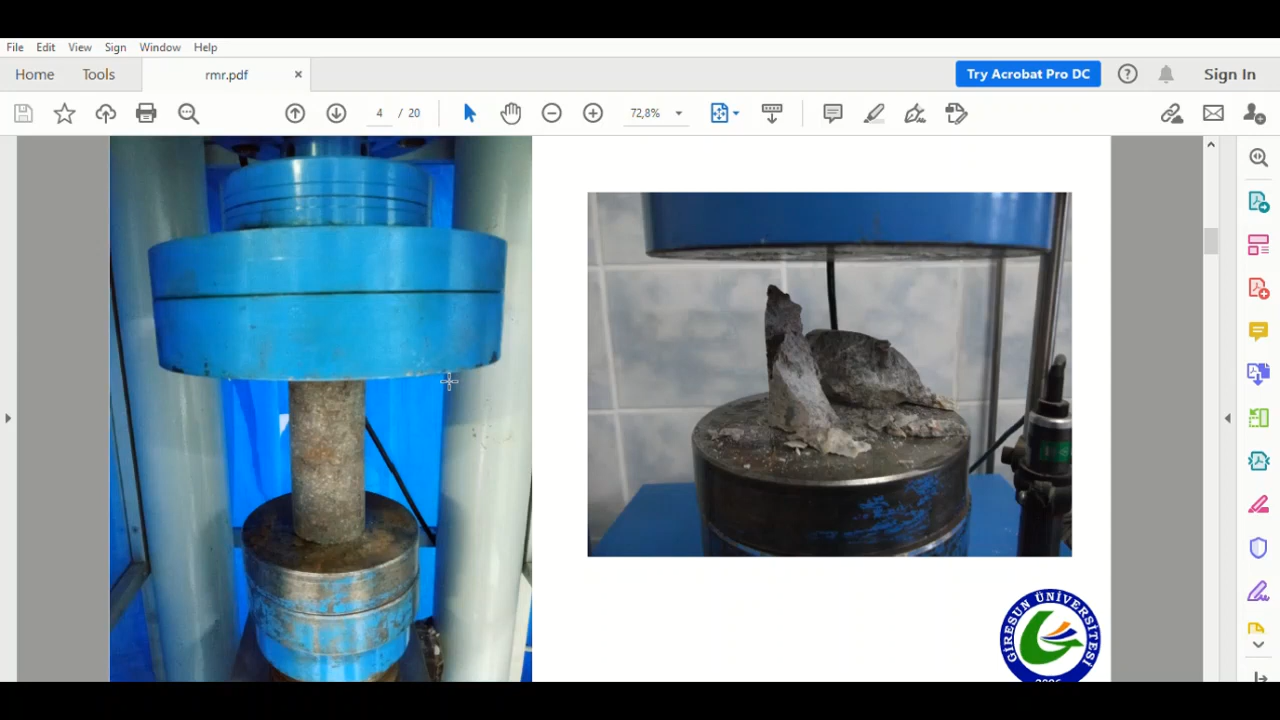 File Edit View Sign Window Help
Home Tools rmr.pdf × Try Acrobat Pro DC ? Sign In
4 / 20 72,8%
GİRESUN ÜNİVERSİTESİ